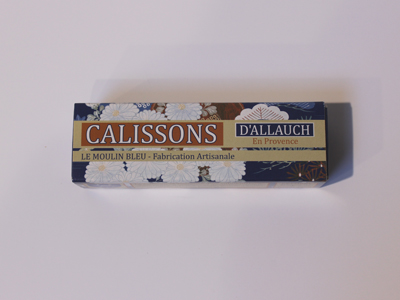 CALISSONS
D'ALLAUCH
En Provence
LE MOULIN BLEU - Fabrication Artisanale